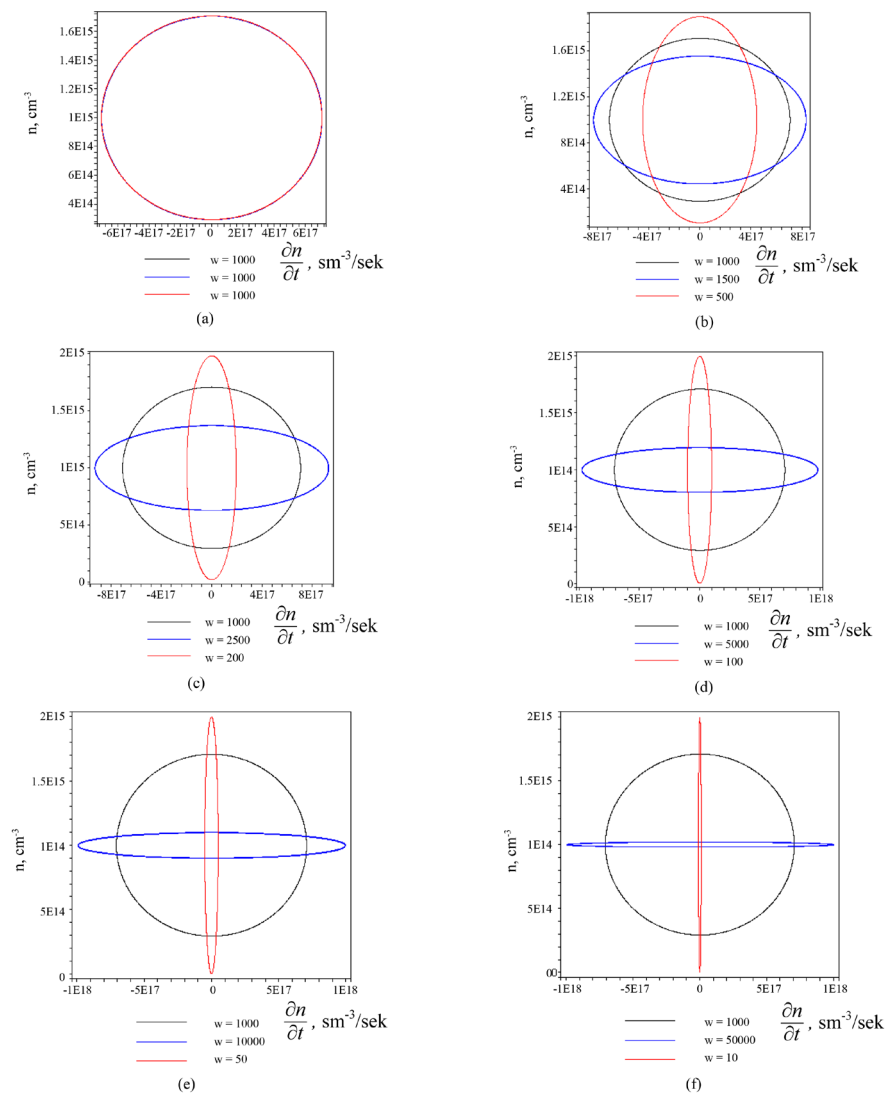 n, cm-3
1.6E15
1.4E15
1.2E15
1E15
8E14
6E14
4E14
-6E17 -4E17 -2E17 0 2E17 4E17 6E17
w = 1000
w = 1000
w = 1000
∂n/∂t, sm-3/sek
(a)
n, cm-3
1.6E15
1.2E15
8E14
4E14
-8E17 -4E17 0 4E17 8E17
w = 1000
w = 1500
w = 500
∂n/∂t, sm-3/sek
(b)
n, cm-3
2E15
1.5E15
1E15
5E14
0
-8E17 -4E17 0 4E17 8E17
w = 1000
w = 2500
w = 200
∂n/∂t, sm-3/sek
(c)
n, cm-3
2E15
1.5E15
1E14
5E14
0
-1E18 -5E17 0 5E17 1E18
w = 1000
w = 5000
w = 100
∂n/∂t, sm-3/sek
(d)
n, cm-3
2E15
1.5E15
1E14
5E14
0
-1E18 -5E17 0 5E17 1E18
w = 1000
w = 10000
w = 50
∂n/∂t, sm-3/sek
(e)
n, cm-3
2E15
1.5E15
1E14
5E14
00
-1E18 -5E17 0 5E17 1E18
w = 1000
w = 50000
w = 10
∂n/∂t, sm-3/sek
(f)